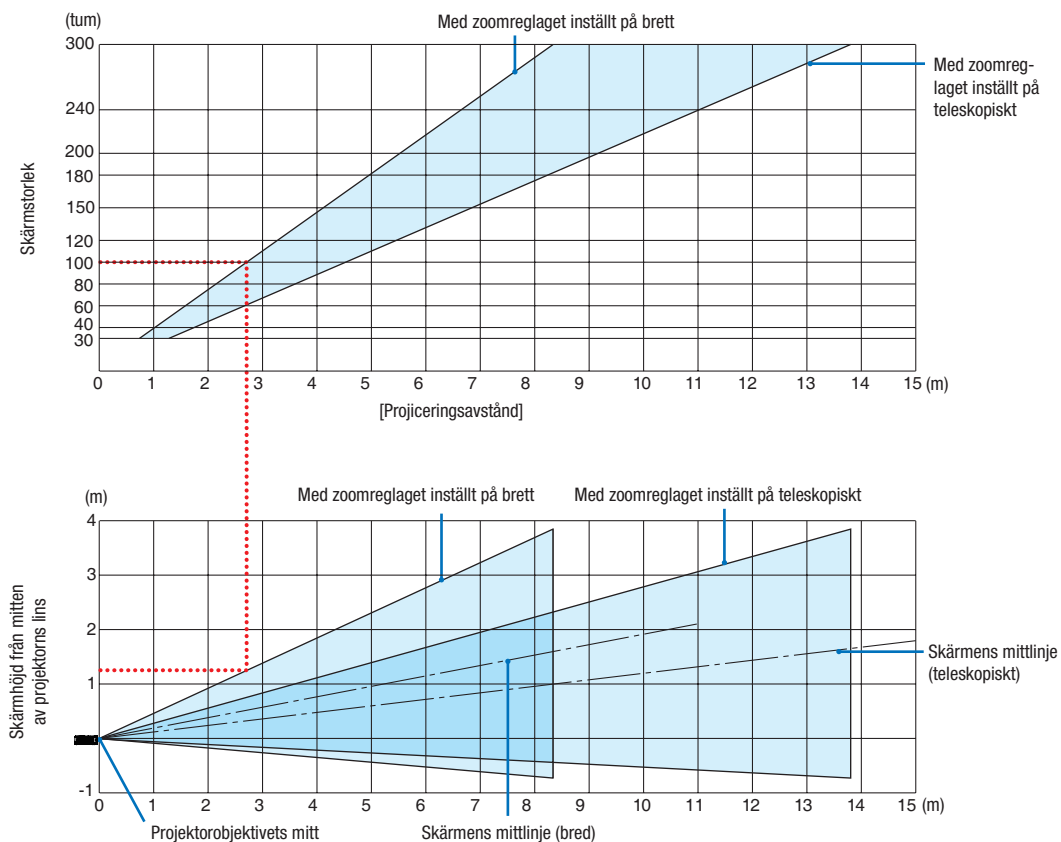 (tum)
Med zoomreglaget inställt på brett
300
Med zoomreg-
laget inställt på
teleskopiskt
240
200
180
150
120
100
80
60
40
30
Skärmstorlek
0 1 2 3 4 5 6 7 8 9 10 11 12 13 14 15 (m)
[Projiceringsavstånd]
Med zoomreglaget inställt på brett
Med zoomreglaget inställt på teleskopiskt
(m)
4
3
2
1
-1
Skärmhöjd från mitten
av projektorns lins
Skärmens mittlinje
(teleskopiskt)
0 1 2 3 4 5 6 7 8 9 10 11 12 13 14 15 (m)
Projektorobjektivets mitt
Skärmens mittlinje (bred)